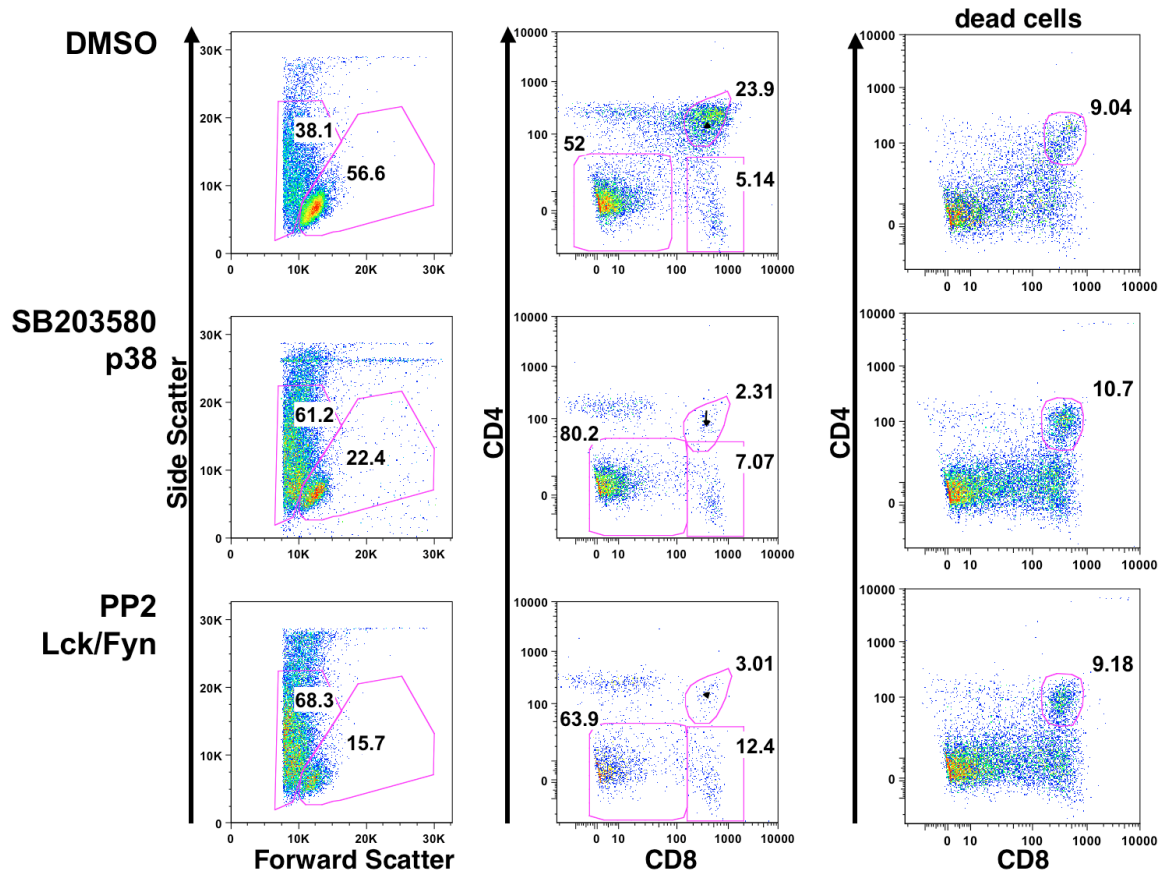 dead cells
DMSO
30K
20K
10K
0
0
10K
20K
30K
38.1
56.6
10000
1000
100
0
0
10
100
1000
10000
23.9
52
5.14
10000
1000
100
0
0
10
100
1000
10000
9.04
SB203580
p38
30K
20K
10K
0
0
10K
20K
30K
61.2
22.4
10000
1000
100
0
0
10
100
1000
10000
2.31
80.2
7.07
10000
1000
100
0
0
10
100
1000
10000
10.7
Side Scatter
CD4
CD4
PP2
Lck/Fyn
30K
20K
10K
0
0
10K
20K
30K
68.3
15.7
10000
1000
100
0
0
10
100
1000
10000
3.01
63.9
12.4
10000
1000
100
0
0
10
100
1000
10000
9.18
Forward Scatter
CD8
CD8